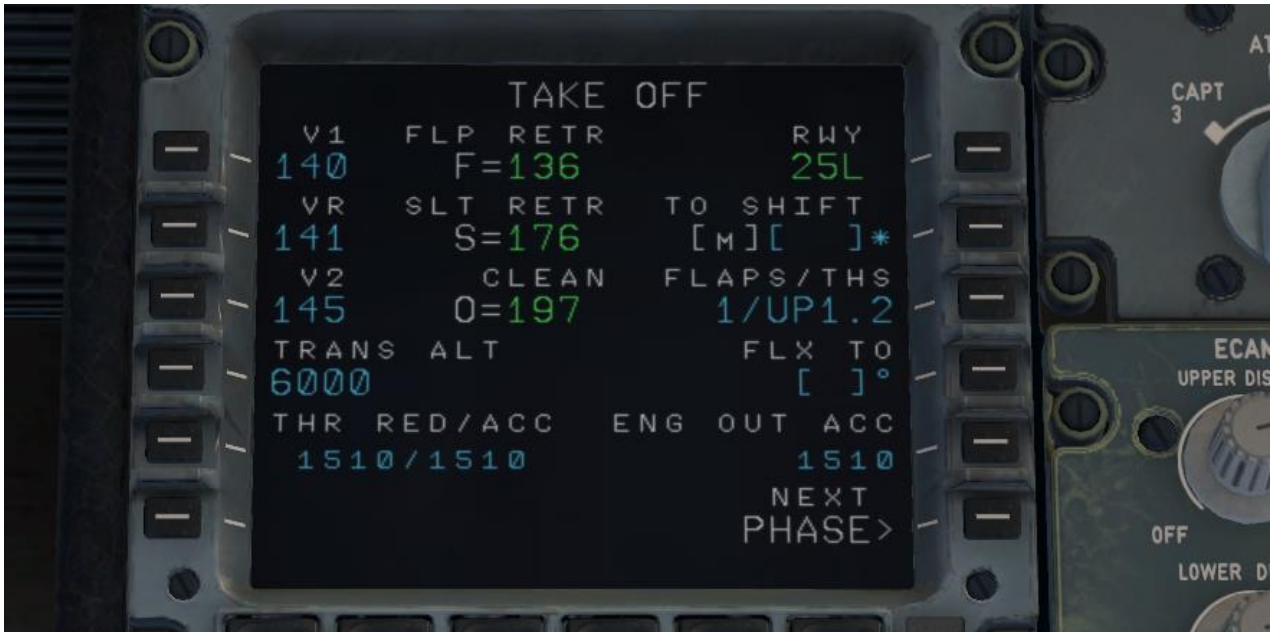 TAKE OFF
V1 FLP RETR RWY
140 F=136 25L
VR SLT RETR TO SHIFT
141 S=176 [M][ ]*
V2 CLEAN FLAPS/THS
145 O=197 1/UP1.2
TRANS ALT FLX TO
6000 [ ]°
THR RED/ACC ENG OUT ACC
1510/1510 1510
NEXT
PHASE>
CAPT
3
UPPER DIS
OFF